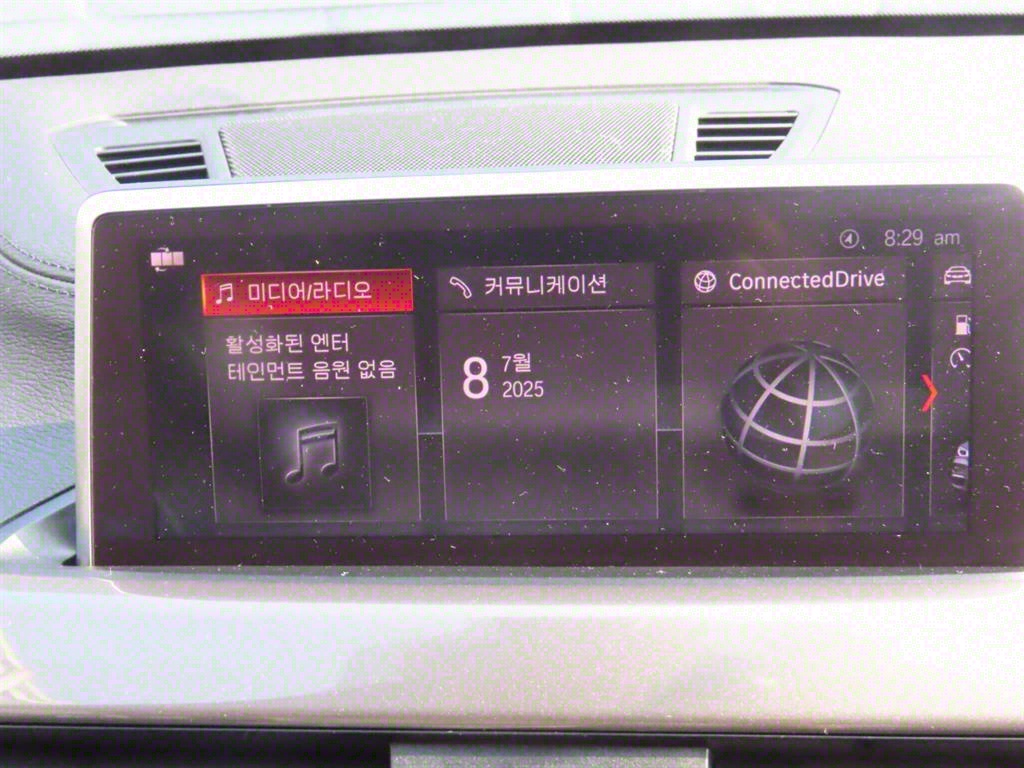 8:29 am
미디어/라디오
활성화된 엔터
테인먼트 음원 없음
커뮤니케이션
8
7월
2025
ConnectedDrive